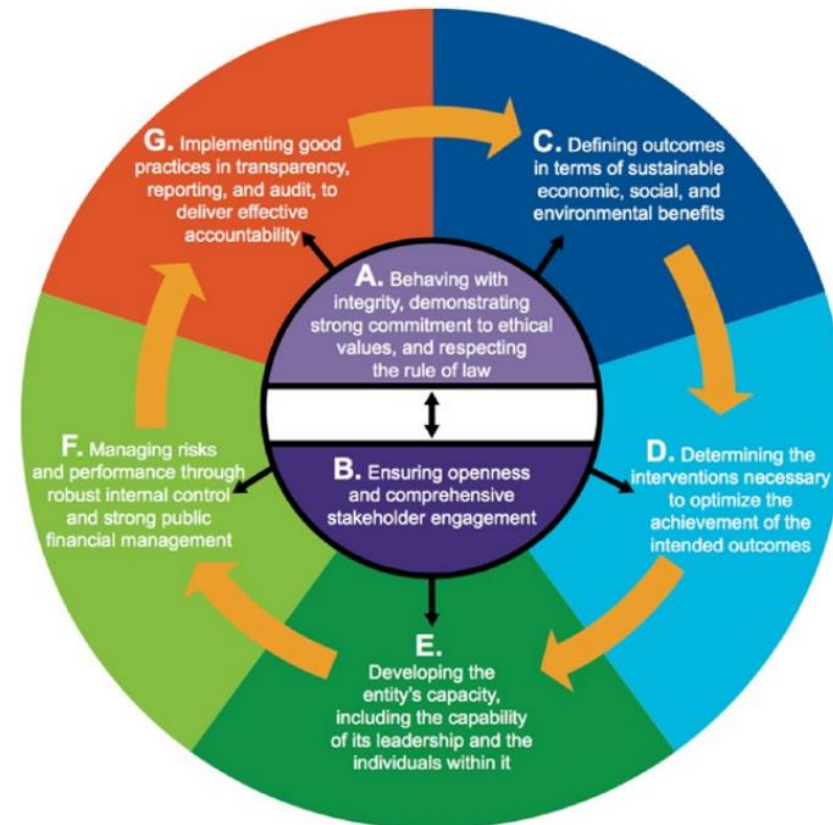 G. Implementing good
practices in transparency,
reporting, and audit, to
deliver effective
accountability
C. Defining outcomes
in terms of sustainable
economic, social, and
environmental benefits
A. Behaving with
integrity, demonstrating
strong commitment to ethical
values, and respecting
the rule of law
F. Managing risks
and performance through
robust internal control
and strong public
financial management
B. Ensuring openness
and comprehensive
stakeholder engagement
D. Determining the
interventions necessary
to optimize the
achievement of the
intended outcomes
E.
Developing the
entity's capacity,
including the capability
of its leadership and the
individuals within it